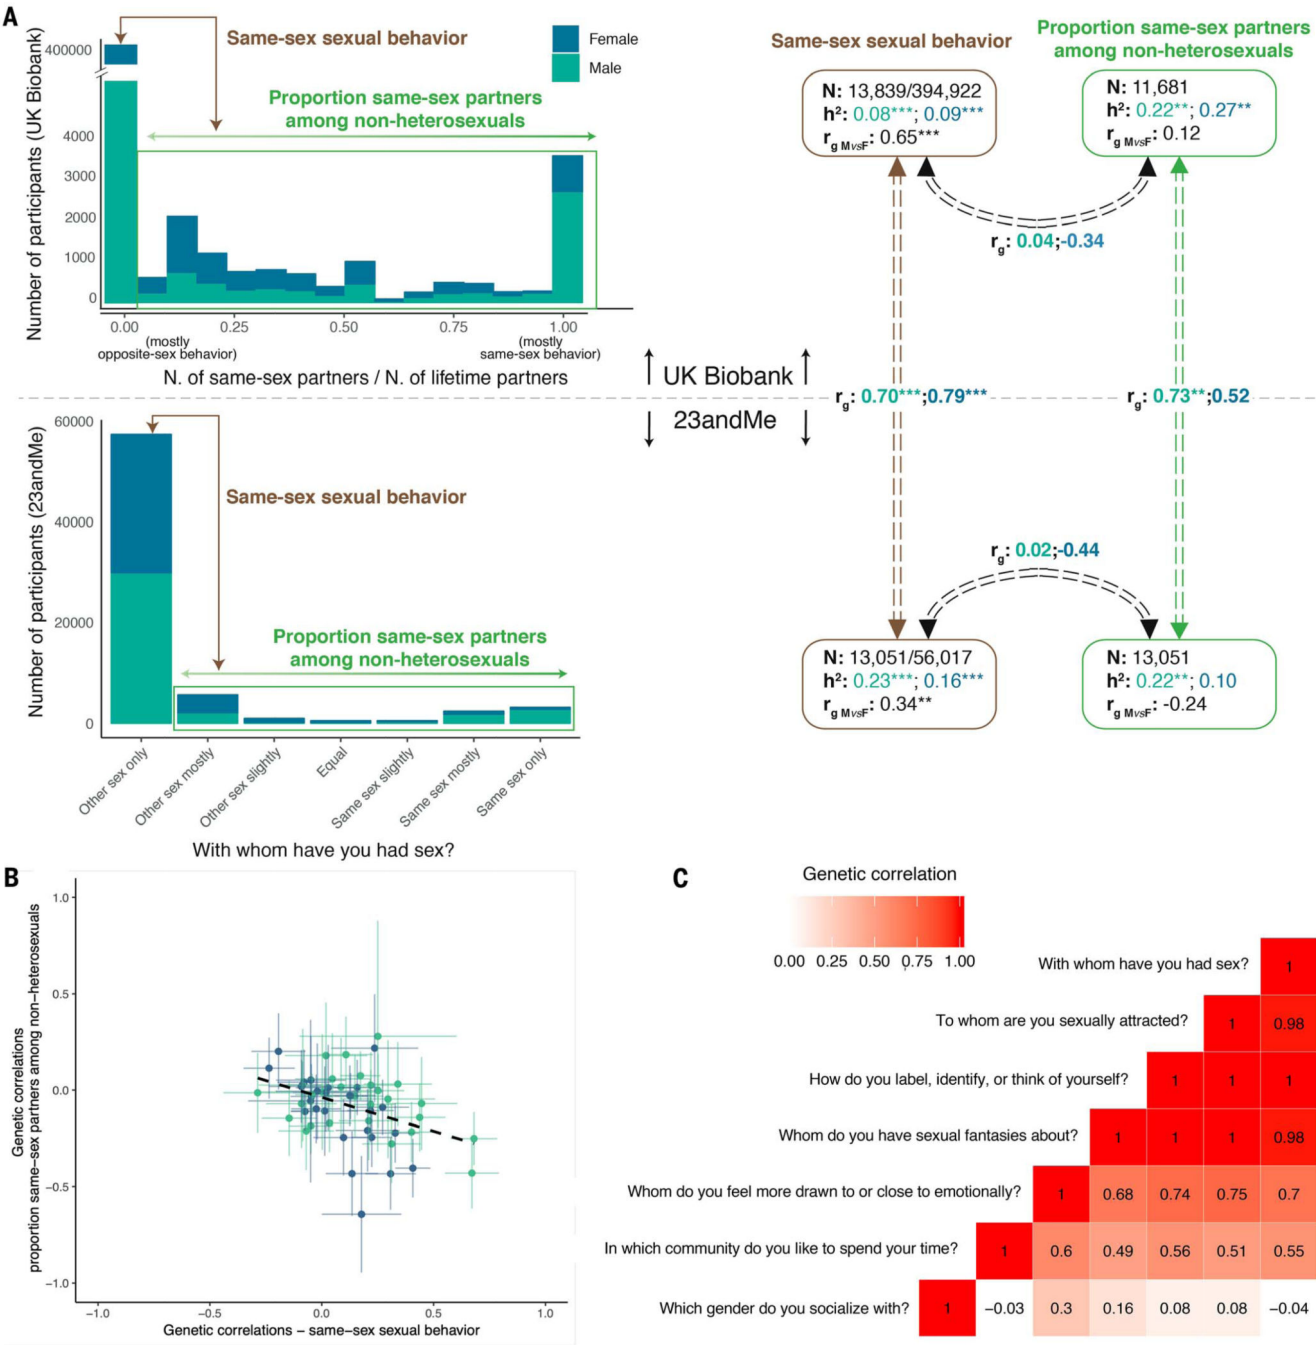 A
Number of participants (UK Biobank)
400000
4000
3000
2000
1000
0
Same-sex sexual behavior
Female
Male
Proportion same-sex partners
among non-heterosexuals
0.00
0.25
0.50
0.75
1.00
(mostly
opposite-sex behavior)
(mostly
same-sex behavior)
N. of same-sex partners / N. of lifetime partners
Number of participants (23andMe)
60000
40000
20000
0
Same-sex sexual behavior
Proportion same-sex partners
among non-heterosexuals
Other sex only
Other sex mostly
Other sex slightly
Equal
Same sex slightly
Same sex mostly
Same sex only
With whom have you had sex?
UK Biobank
23andMe
Same-sex sexual behavior
Proportion same-sex partners
among non-heterosexuals
N: 13,839/394,922
h²: 0.08***; 0.09***
rg MvsF: 0.65***
N: 11,681
h²: 0.22**; 0.27**
rg MvsF: 0.12
rg: 0.04;-0.34
rg: 0.70***;0.79***
rg: 0.73**;0.52
rg: 0.02;-0.44
N: 13,051/56,017
h²: 0.23***; 0.16***
rg MvsF: 0.34**
N: 13,051
h²: 0.22**; 0.10
rg MvsF: -0.24
B
Genetic correlations
proportion same−sex partners among non−heterosexuals
1.0
0.5
0.0
−0.5
−1.0
−1.0
−0.5
0.0
0.5
1.0
Genetic correlations − same−sex sexual behavior
C
Genetic correlation
0.00 0.25 0.50 0.75 1.00
With whom have you had sex? 1
To whom are you sexually attracted? 1 0.98
How do you label, identify, or think of yourself? 1 1 1
Whom do you have sexual fantasies about? 1 1 1 0.98
Whom do you feel more drawn to or close to emotionally? 1 0.68 0.74 0.75 0.7
In which community do you like to spend your time? 1 0.6 0.49 0.56 0.51 0.55
Which gender do you socialize with? 1 −0.03 0.3 0.16 0.08 0.08 −0.04